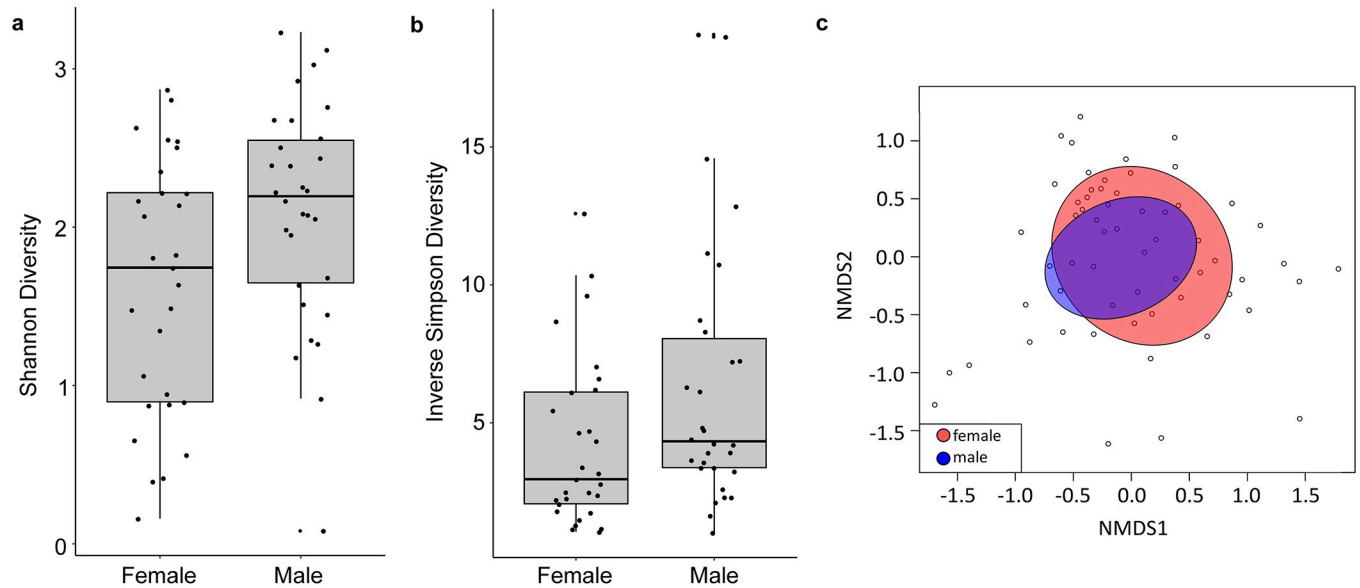 a
Shannon Diversity
3
2
1
0
Female Male
b
Inverse Simpson Diversity
15
10
5
Female Male
c
NMDS2
1.0
0.5
0.0
-0.5
-1.0
-1.5
female
male
-1.5 -1.0 -0.5 0.0 0.5 1.0 1.5
NMDS1